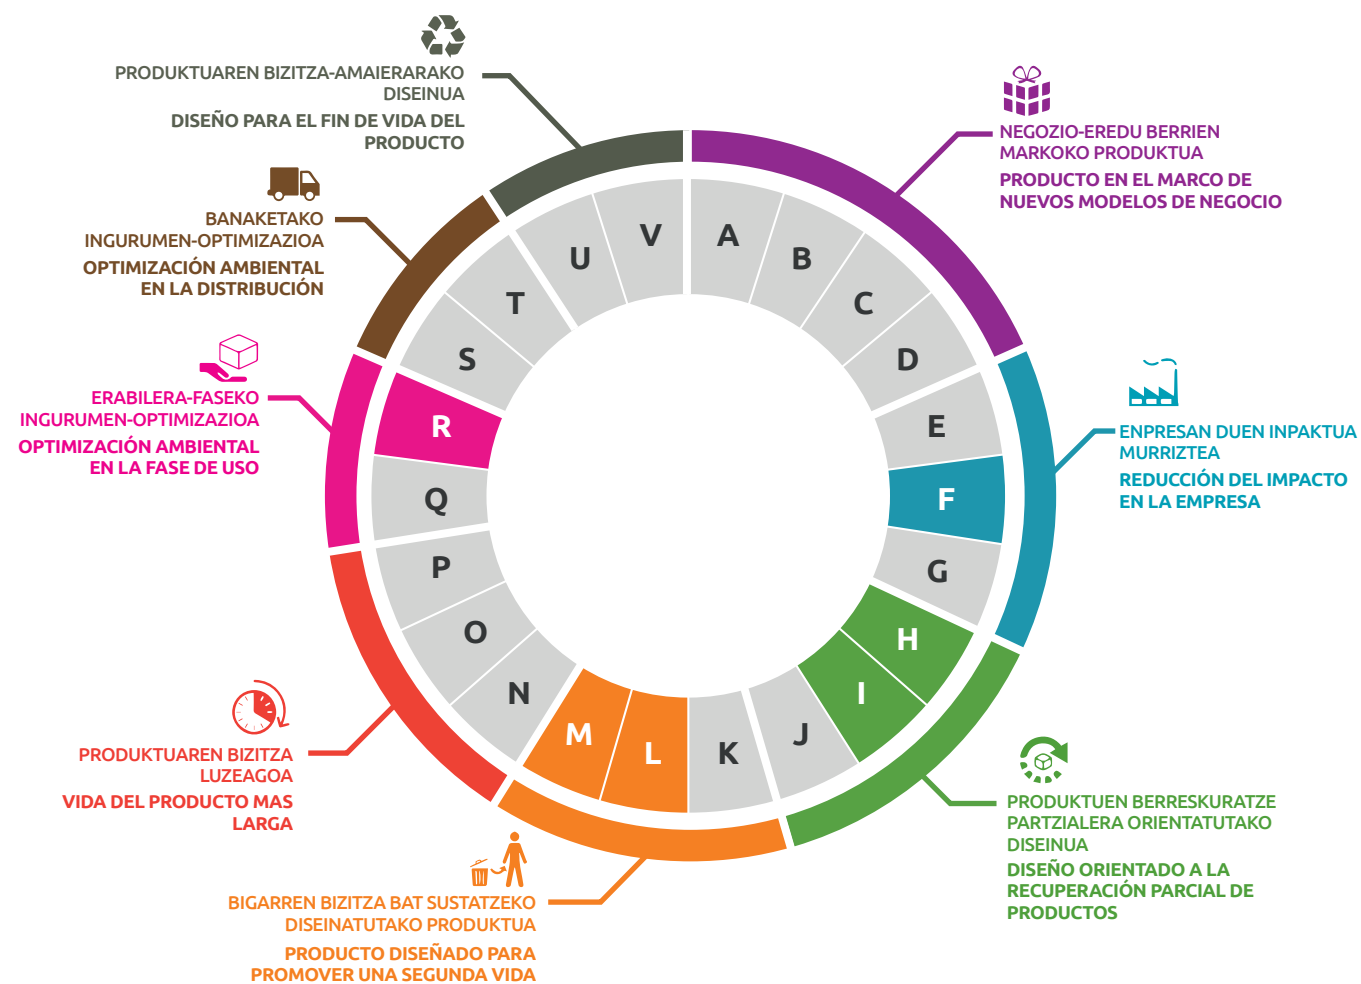 PRODUKTUAREN BIZITZA-AMAIERARAKO
DISEINUA
DISEÑO PARA EL FIN DE VIDA DEL
PRODUCTO
NEGOZIO-EREDU BERRIEN
MARKOKO PRODUKTUA
PRODUCTO EN EL MARCO DE
NUEVOS MODELOS DE NEGOCIO
BANAKETAKO
INGURUMEN-OPTIMIZAZIOA
OPTIMIZACIÓN AMBIENTAL
EN LA DISTRIBUCIÓN
ERABILERA-FASEKO
INGURUMEN-OPTIMIZAZIOA
OPTIMIZACIÓN AMBIENTAL
EN LA FASE DE USO
ENPRESAN DUEN INPAKTUA
MURRIZTEA
REDUCCIÓN DEL IMPACTO
EN LA EMPRESA
A
B
C
D
E
F
G
H
I
J
K
L
M
N
O
P
Q
R
S
T
U
V
PRODUKTUAREN BIZITZA
LUZEAGOA
VIDA DEL PRODUCTO MAS
LARGA
PRODUKTUEN BERRESKURATZE
PARTZIALERA ORIENTATUTAKO
DISEINUA
DISEÑO ORIENTADO A LA
RECUPERACIÓN PARCIAL DE
PRODUCTOS
BIGARREN BIZITZA BAT SUSTATZEKO
DISEINATUTAKO PRODUKTUA
PRODUCTO DISEÑADO PARA
PROMOVER UNA SEGUNDA VIDA